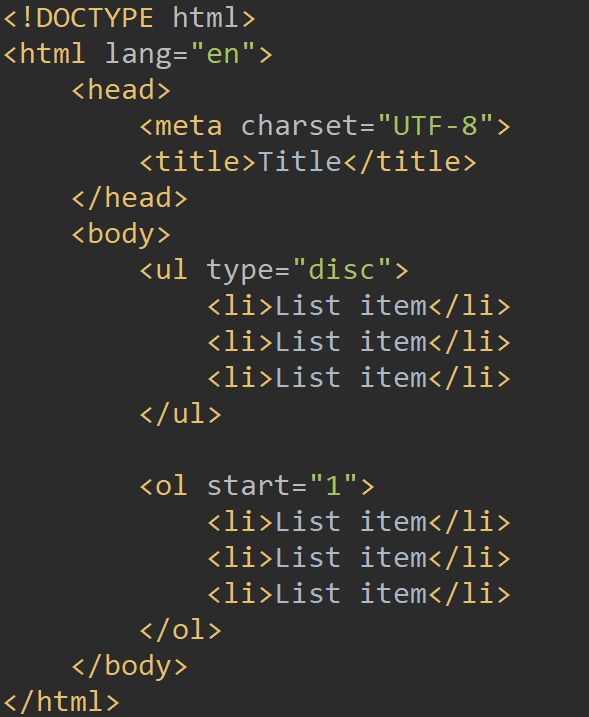 <!DOCTYPE html>
<html lang="en">
    <head>
        <meta charset="UTF-8">
        <title>Title</title>
    </head>
    <body>
        <ul type="disc">
            <li>List item</li>
            <li>List item</li>
            <li>List item</li>
        </ul>

        <ol start="1">
            <li>List item</li>
            <li>List item</li>
            <li>List item</li>
        </ol>
    </body>
</html>